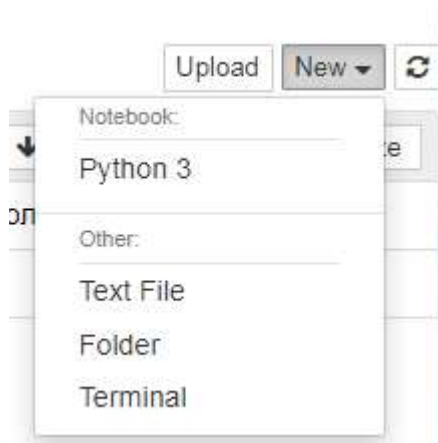 Upload New
Notebook:
Python 3
Other:
Text File
Folder
Terminal